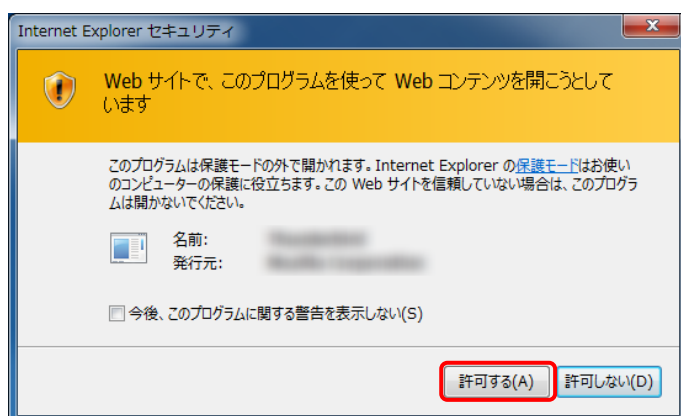 Internet Explorer セキュリティ
Web サイトで、このプログラムを使って Web コンテンツを開こうとして
います
このプログラムは保護モードの外で開かれます。Internet Explorer の保護モードはお使い
のコンピューターの保護に役立ちます。この Web サイトを信頼していない場合は、このプログラ
ムは開かないでください。
名前:
発行元:
今後、このプログラムに関する警告を表示しない(S)
許可する(A) 許可しない(D)